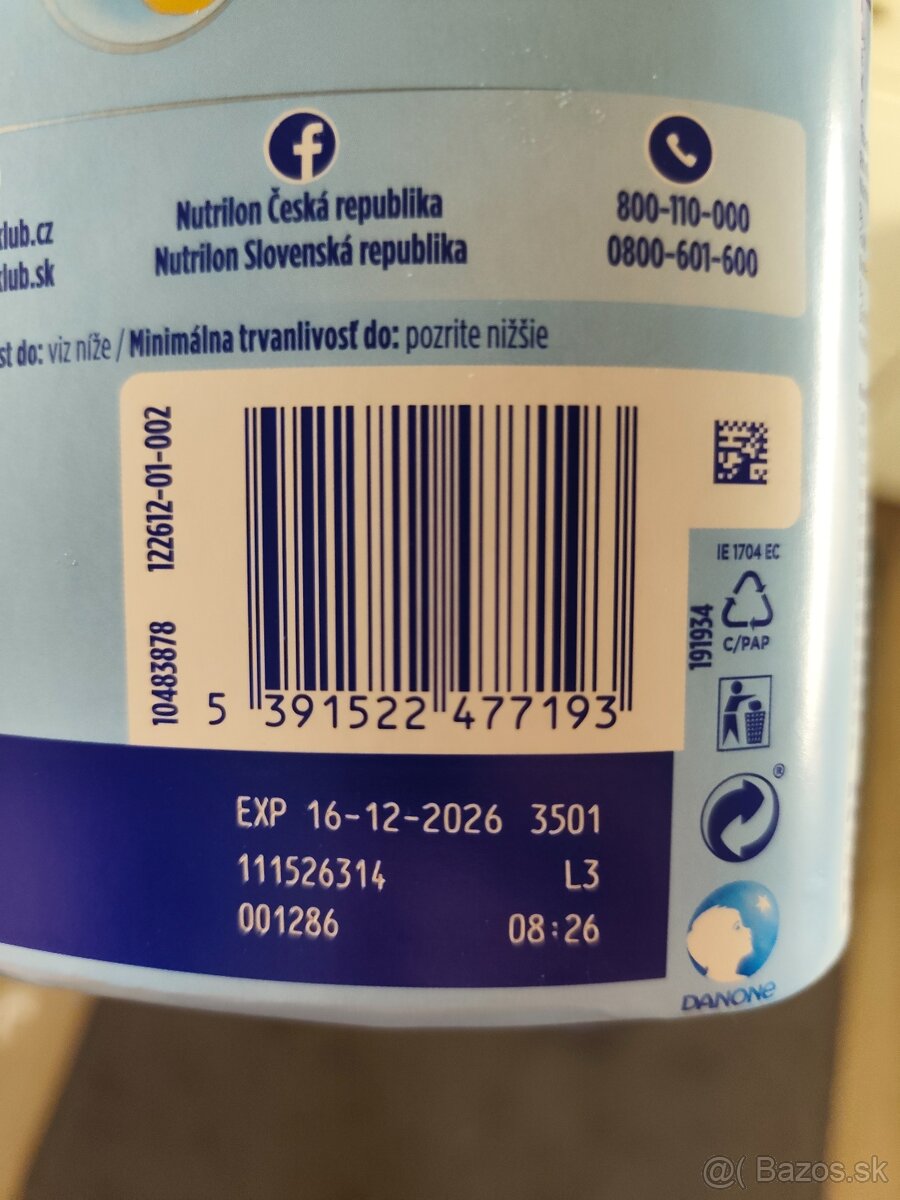 f
klub.cz
klub.sk
Nutrilon Česká republika
Nutrilon Slovenská republika
800-110-000
0800-601-600
st do: viz níže / Minimálna trvanlivosť do: pozrite nižšie
10483878 122612-01-002
5 391522 477193
IE 1704 EC
191934
C/PAP
®
EXP 16-12-2026 3501
111526314 L3
001286 08:26
DANONE
@( Bazos.sk